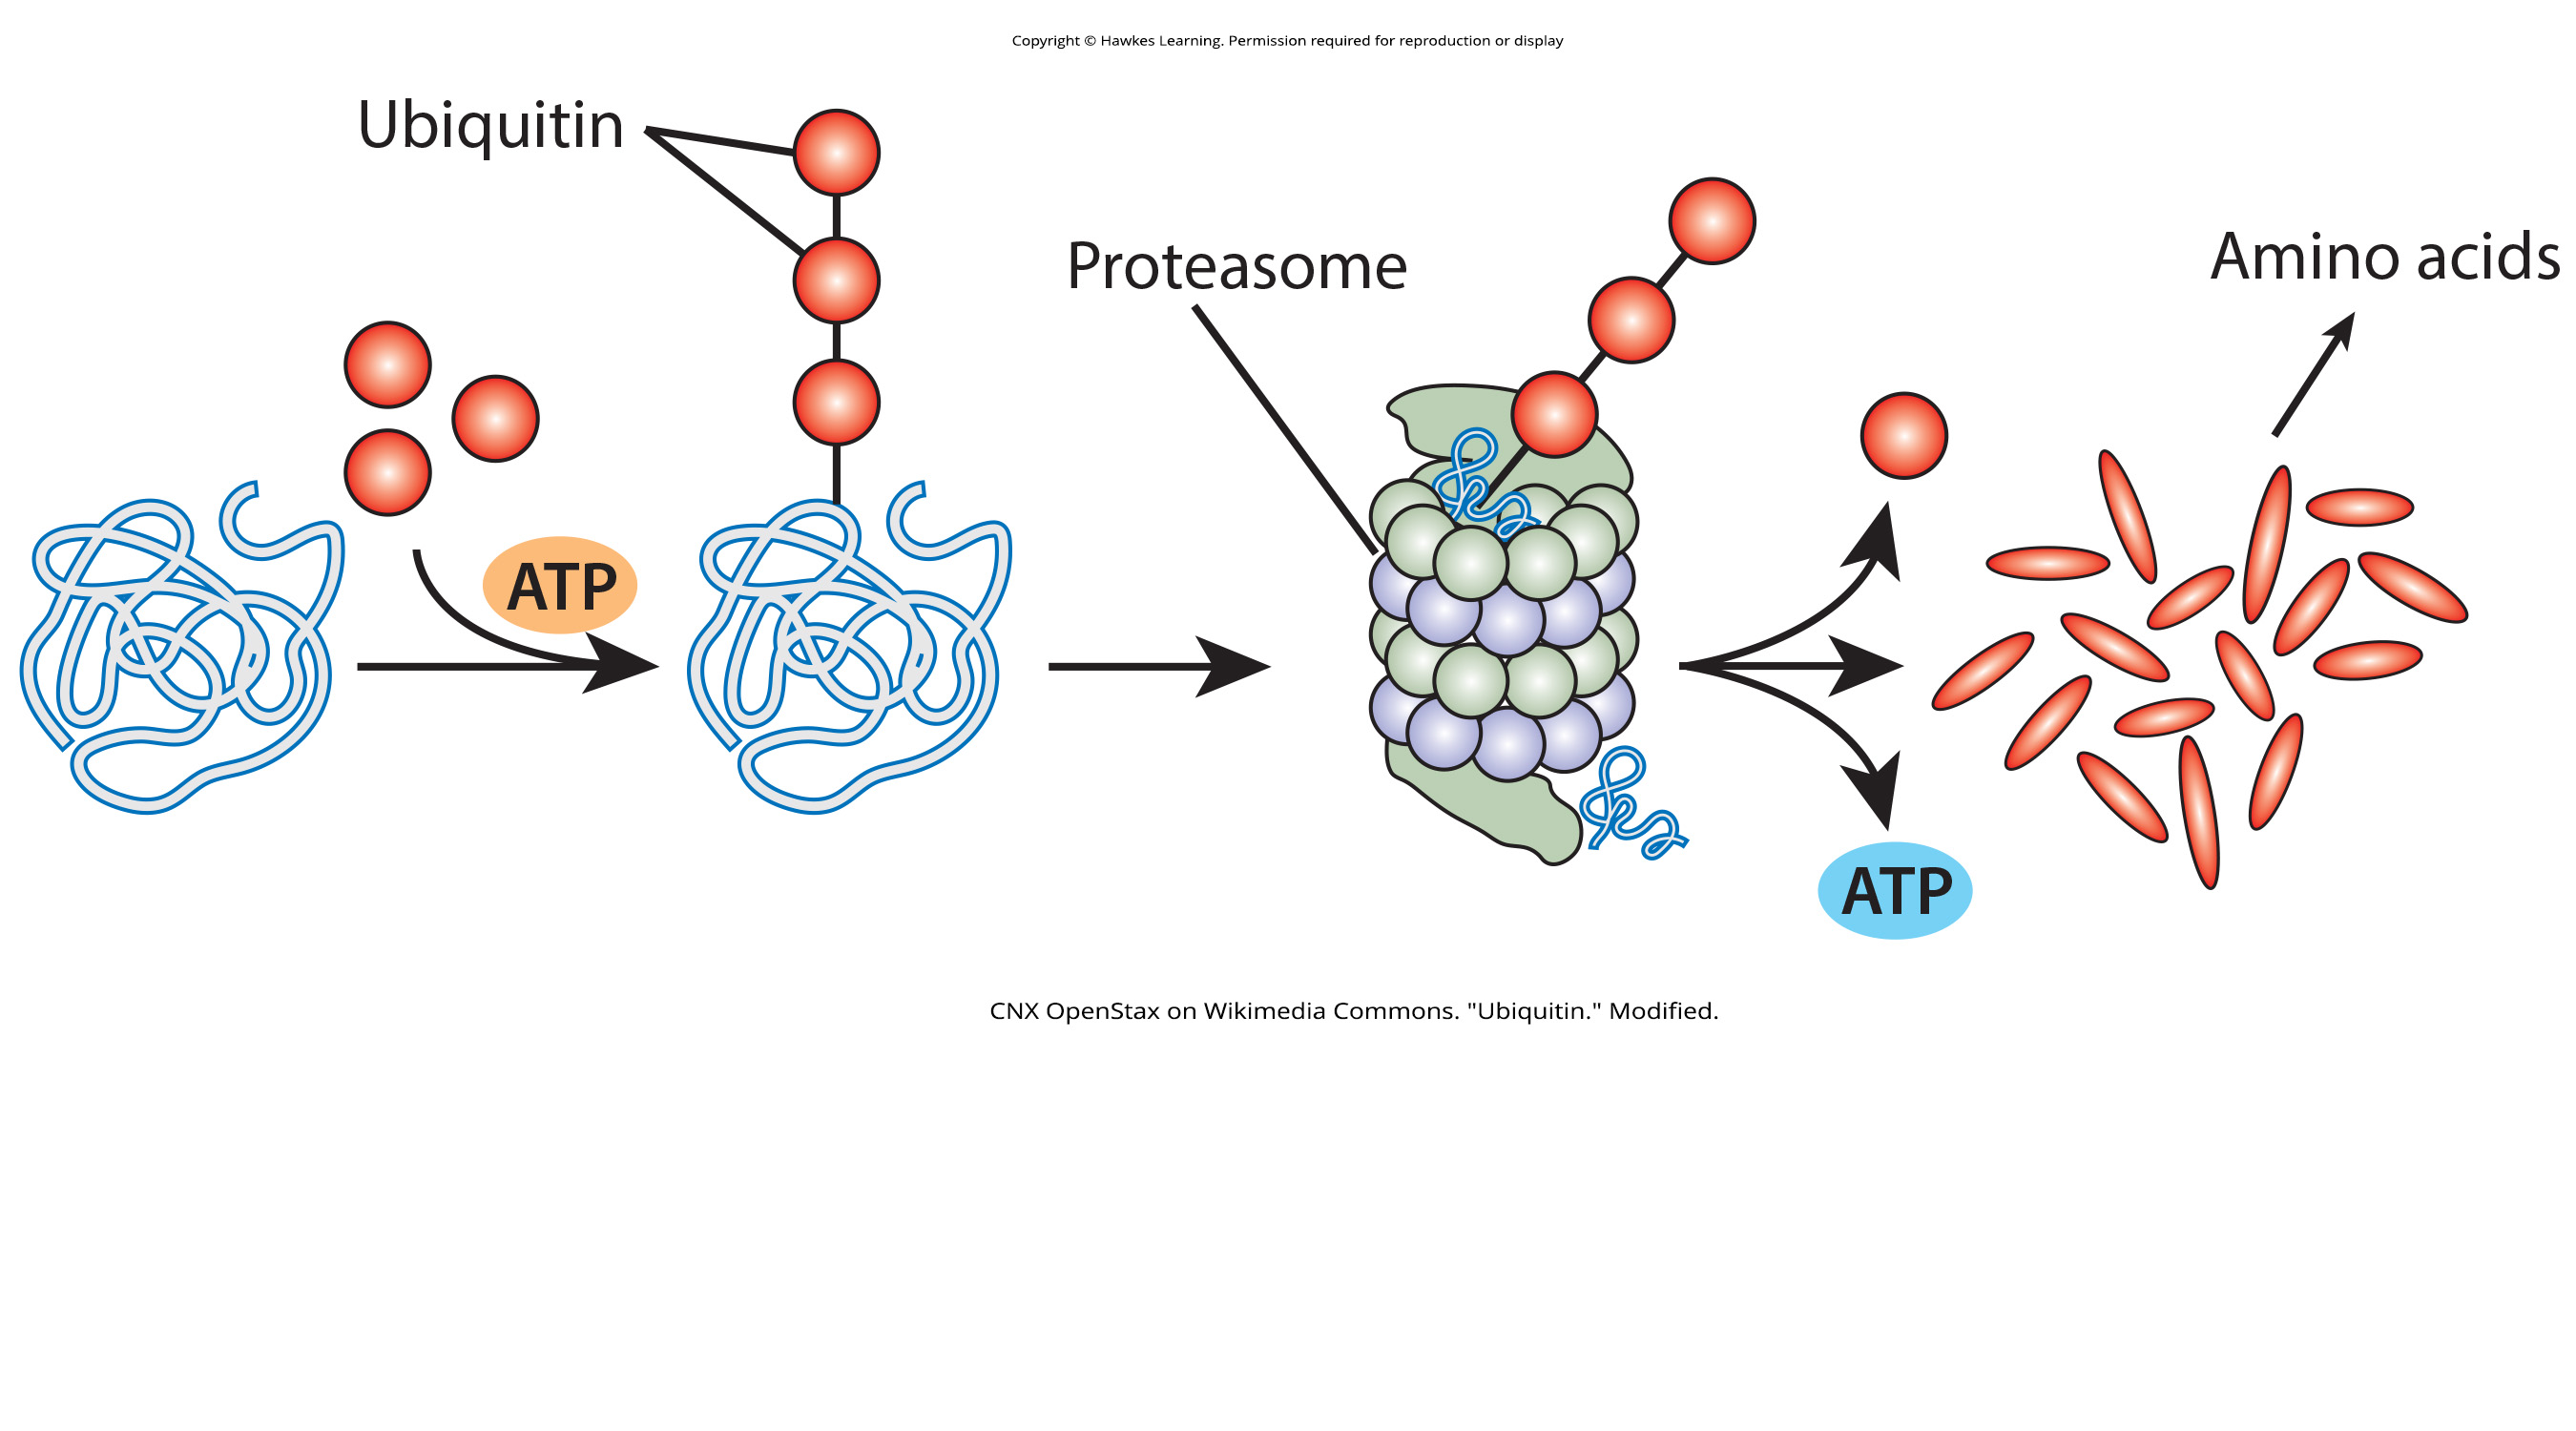 Copyright © Hawkes Learning. Permission required for reproduction or display
Ubiquitin
Proteasome
Amino acids
ATP
ATP
CNX OpenStax on Wikimedia Commons. "Ubiquitin." Modified.